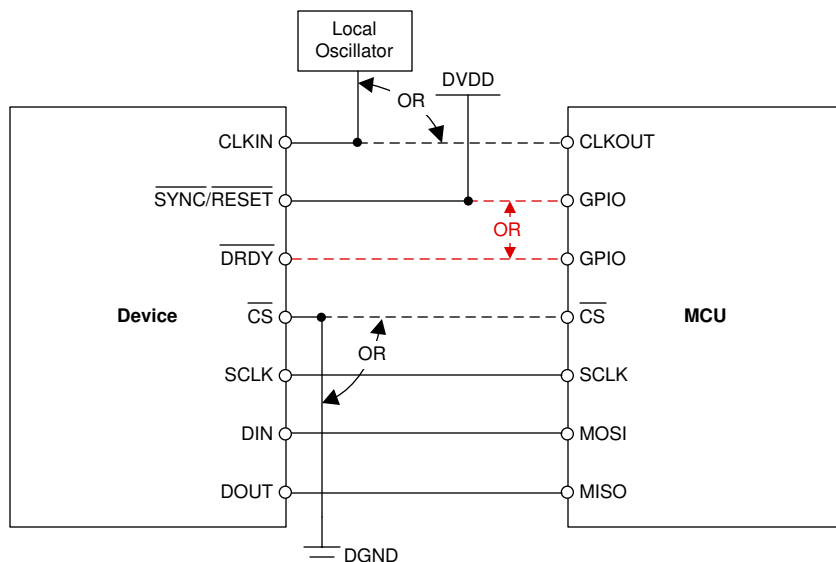 Local
Oscillator
OR
DVDD
CLKIN
CLKOUT
SYNC/RESET
GPIO
OR
DRDY
GPIO
Device
CS
CS
MCU
OR
SCLK
SCLK
DIN
MOSI
DOUT
MISO
DGND